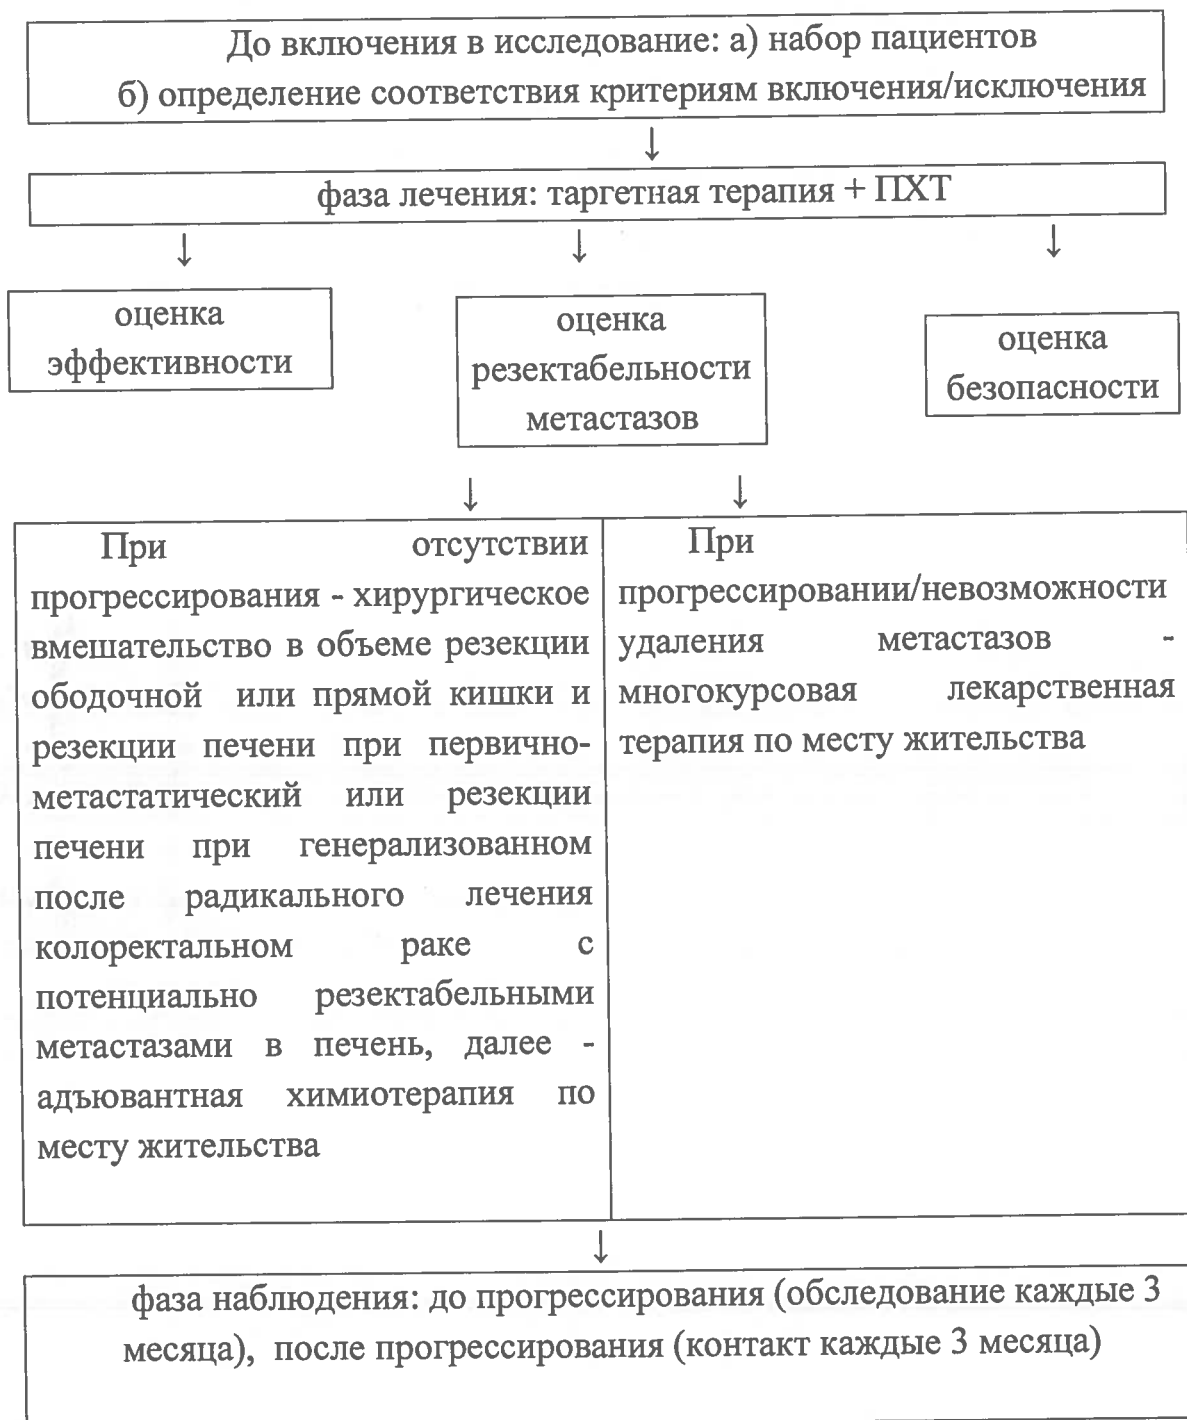 До включения в исследование: а) набор пациентов
б) определение соответствия критериям включения/исключения
↓
фаза лечения: таргетная терапия + ПХТ
↓ ↓ ↓
оценка
эффективности
оценка
резектабельности
метастазов
оценка
безопасности
↓ ↓
При отсутствии
прогрессирования - хирургическое
вмешательство в объеме резекции
ободочной или прямой кишки и
резекции печени при первично-
метастатический или резекции
печени при генерализованном
после радикального лечения
колоректальном раке с
потенциально резектабельными
метастазами в печень, далее -
адъювантная химиотерапия по
месту жительства
При
прогрессировании/невозможности
удаления метастазов -
многокурсовая лекарственная
терапия по месту жительства
↓
фаза наблюдения: до прогрессирования (обследование каждые 3
месяца), после прогрессирования (контакт каждые 3 месяца)